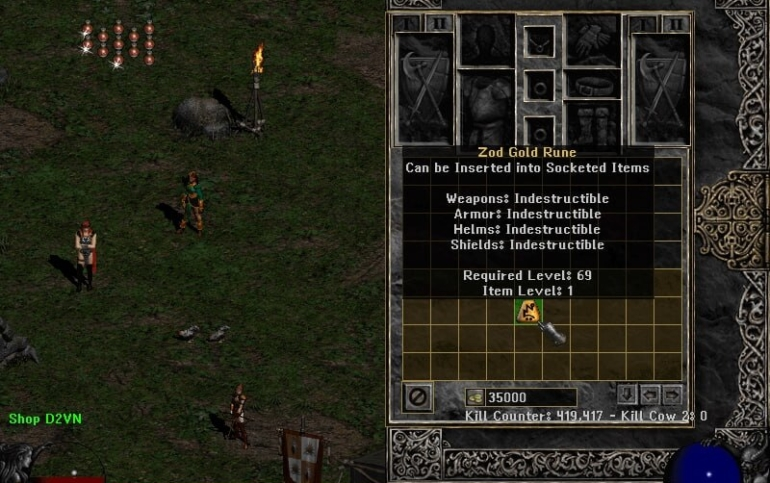 II
II
Zod Gold Rune
Can be Inserted into Socketed Items
Weapons: Indestructible
Armor: Indestructible
Helms: Indestructible
Shields: Indestructible
Required Level: 69
Item Level: 1
35000
Kill Counter: 419,417 - Kill Cow 2: 0
Shop D2VN